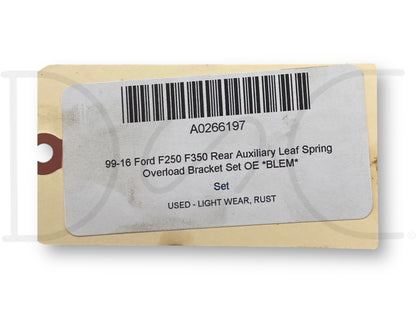 A0266197
99-16 Ford F250 F350 Rear Auxiliary Leaf Spring
Overload Bracket Set OE *BLEM*
Set
USED - LIGHT WEAR, RUST